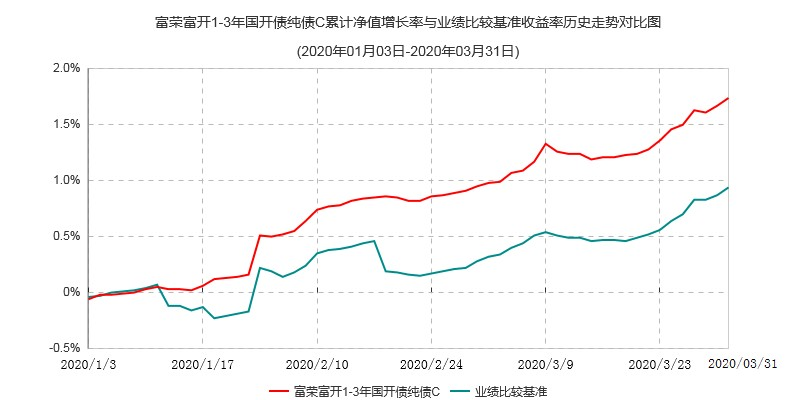 富荣富开1-3年国开债纯债C累计净值增长率与业绩比较基准收益率历史走势对比图
(2020年01月03日-2020年03月31日)
2.0%
1.5%
1.0%
0.5%
0%
-0.5%
2020/1/3 2020/1/17 2020/2/10 2020/2/24 2020/3/9 2020/3/23 2020/03/31
富荣富开1-3年国开债纯债C 业绩比较基准